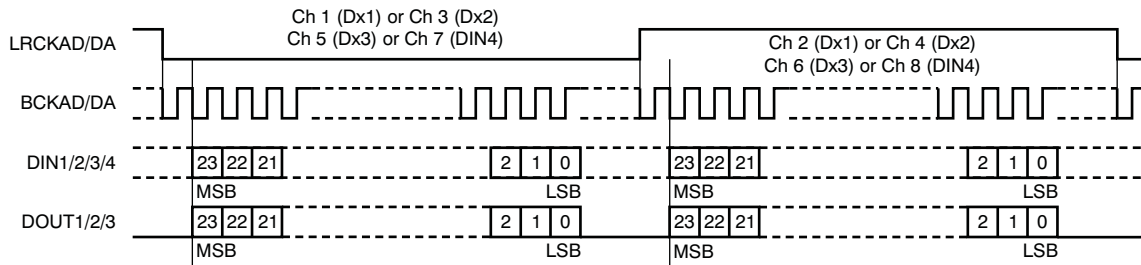 Ch 1 (Dx1) or Ch 3 (Dx2)
Ch 5 (Dx3) or Ch 7 (DIN4)
LRCKAD/DA
Ch 2 (Dx1) or Ch 4 (Dx2)
Ch 6 (Dx3) or Ch 8 (DIN4)
BCKAD/DA
DIN1/2/3/4 23 22 21 2 1 0 23 22 21 2 1 0
MSB LSB MSB LSB
DOUT1/2/3 23 22 21 2 1 0 23 22 21 2 1 0
MSB LSB MSB LSB